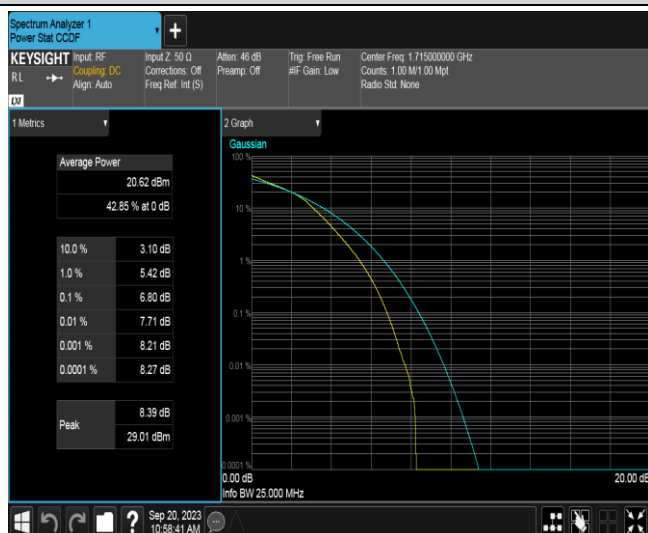 Spectrum Analyzer 1
Power Stat CCDF
+
KEYSIGHT
RL
LXI
Input: RF
Coupling: DC
Align: Auto
Input Z: 50 Ω
Corrections: Off
Freq Ref: Int (S)
Atten: 46 dB
Preamp: Off
Trig: Free Run
#IF Gain: Low
Center Freq: 1.715000000 GHz
Counts: 1.00 M/1.00 Mpt
Radio Std: None
1 Metrics
Average Power
20.62 dBm
42.85 % at 0 dB
10.0 % 3.10 dB
1.0 % 5.42 dB
0.1 % 6.80 dB
0.01 % 7.71 dB
0.001 % 8.21 dB
0.0001 % 8.27 dB
Peak
8.39 dB
29.01 dBm
2 Graph
Gaussian
100 %
10 %
1 %
0.1 %
0.01 %
0.001 %
0.0001 %
0.00 dB
20.00 dB
Info BW 25.000 MHz
?
Sep 20, 2023
10:58:41 AM